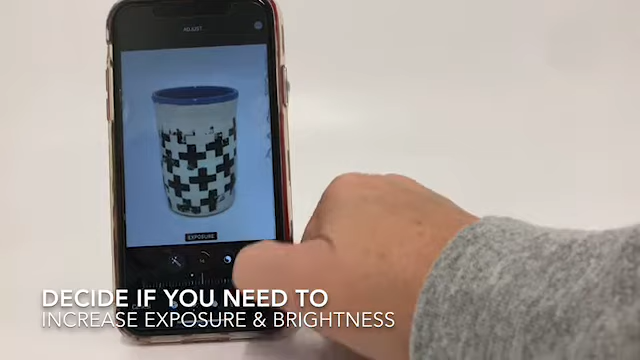 ADJUST
EXPOSURE
DECIDE IF YOU NEED TO
INCREASE EXPOSURE & BRIGHTNESS